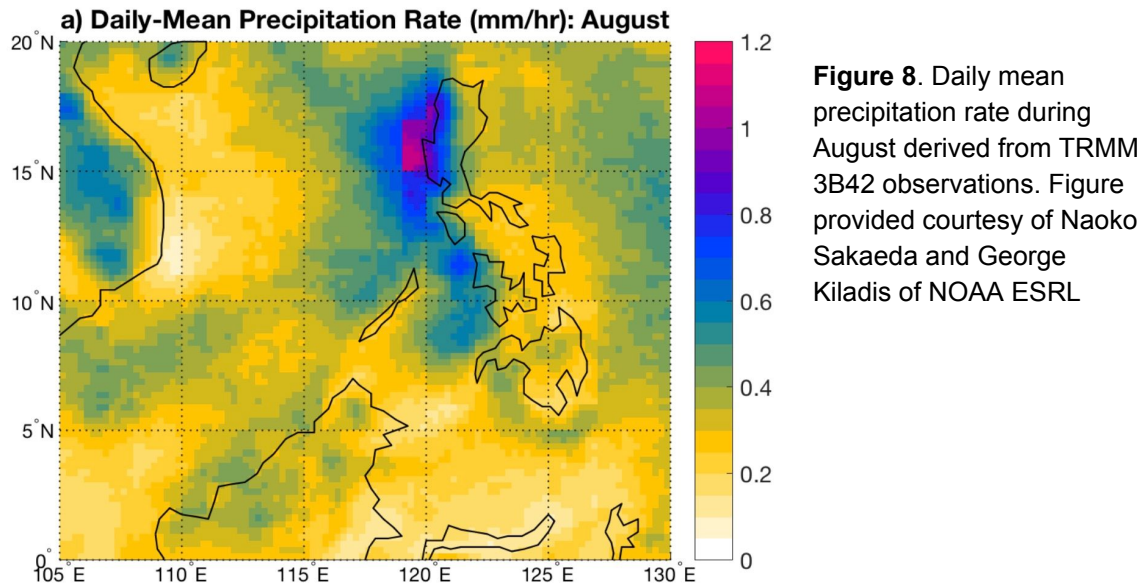 a) Daily-Mean Precipitation Rate (mm/hr): August
20°N
15°N
10°N
5°N
0°
105°E 110°E 115°E 120°E 125°E 130°E
1.2
1
0.8
0.6
0.4
0.2
0
Figure 8. Daily mean
precipitation rate during
August derived from TRMM
3B42 observations. Figure
provided courtesy of Naoko
Sakaeda and George
Kiladis of NOAA ESRL